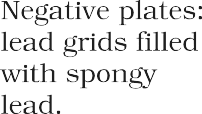 Negative plates:
lead grids filled
with spongy
lead.